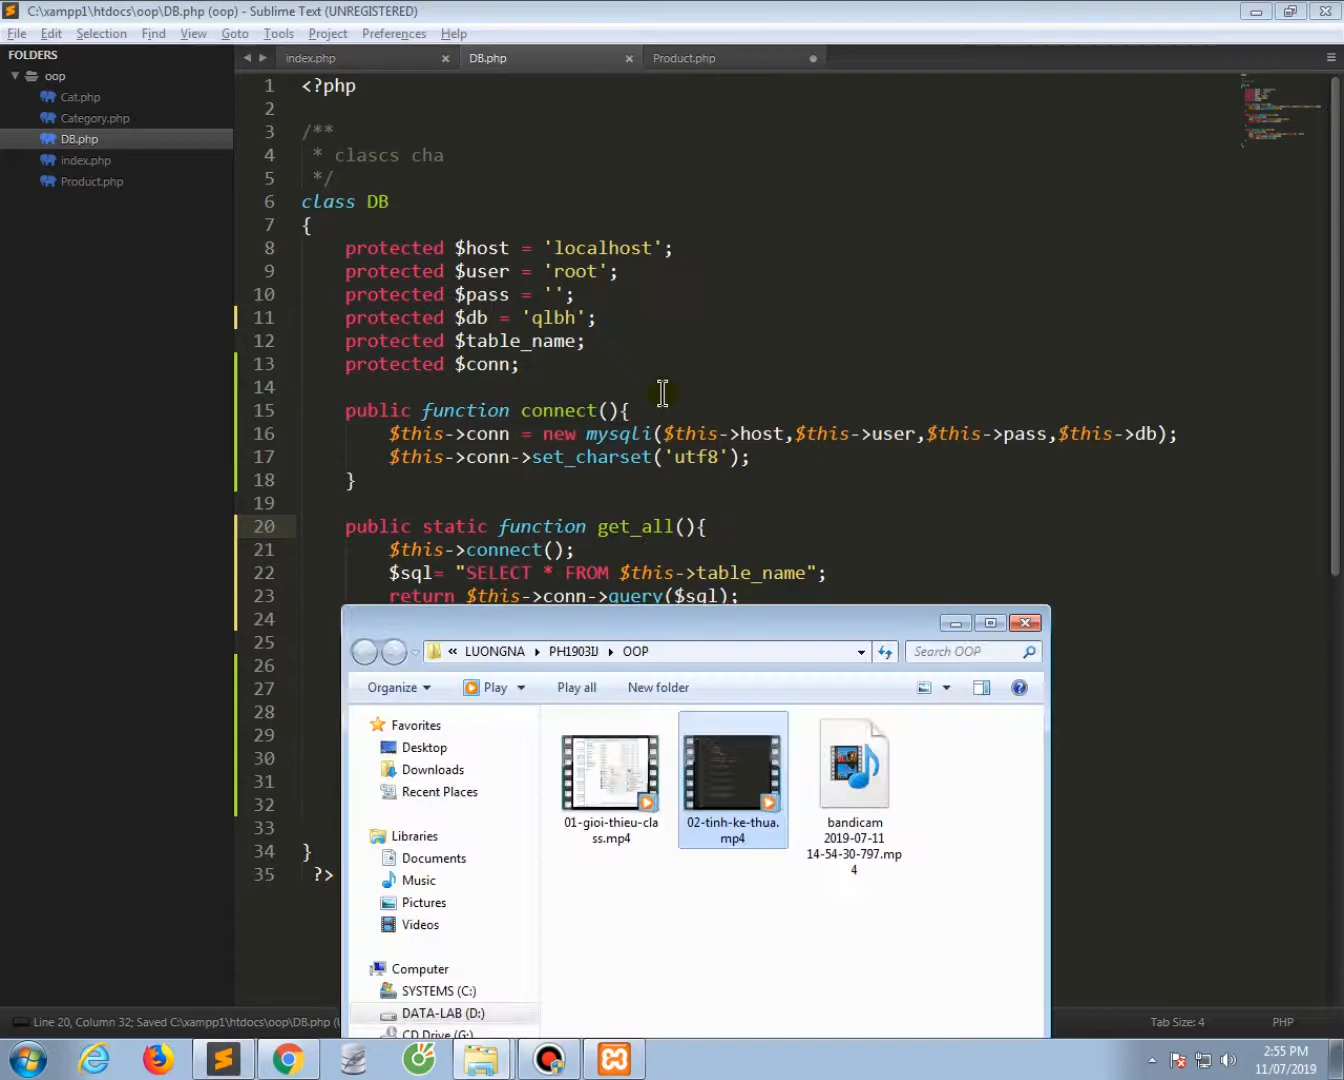 C:\xampp1\htdocs\oop\DB.php (oop) - Sublime Text (UNREGISTERED)
File Edit Selection Find View Goto Tools Project Preferences Help
FOLDERS
oop
Cat.php
Category.php
DB.php
index.php
Product.php
index.php
DB.php
Product.php
1 <?php
2
3 /**
4 * clascs cha
5 */
6 class DB
7 {
8 protected $host = 'localhost';
9 protected $user = 'root';
10 protected $pass = '';
11 protected $db = 'qlbh';
12 protected $table_name;
13 protected $conn;
14
15 public function connect(){
16 $this->conn = new mysqli($this->host,$this->user,$this->pass,$this->db);
17 $this->conn->set_charset('utf8');
18 }
19
20 public static function get_all(){
21 $this->connect();
22 $sql= "SELECT * FROM $this->table_name";
23 return $this->conn->query($sql);
24
25
26
27
28
29
30
31
32
33
34 }
35 ?>
« LUONGNA PH1903IJ OOP
Search OOP
Organize Play Play all New folder
Favorites
Desktop
Downloads
Recent Places
Libraries
Documents
Music
Pictures
Videos
Computer
SYSTEMS (C:)
DATA-LAB (D:)
CD Drive (G:)
01-gioi-thieu-cla
ss.mp4
02-tinh-ke-thua.
mp4
bandicam
2019-07-11
14-54-30-797.mp
4
Line 20, Column 32; Saved C:\xampp1\htdocs\oop\DB.php (U
Tab Size: 4
PHP
2:55 PM
11/07/2019